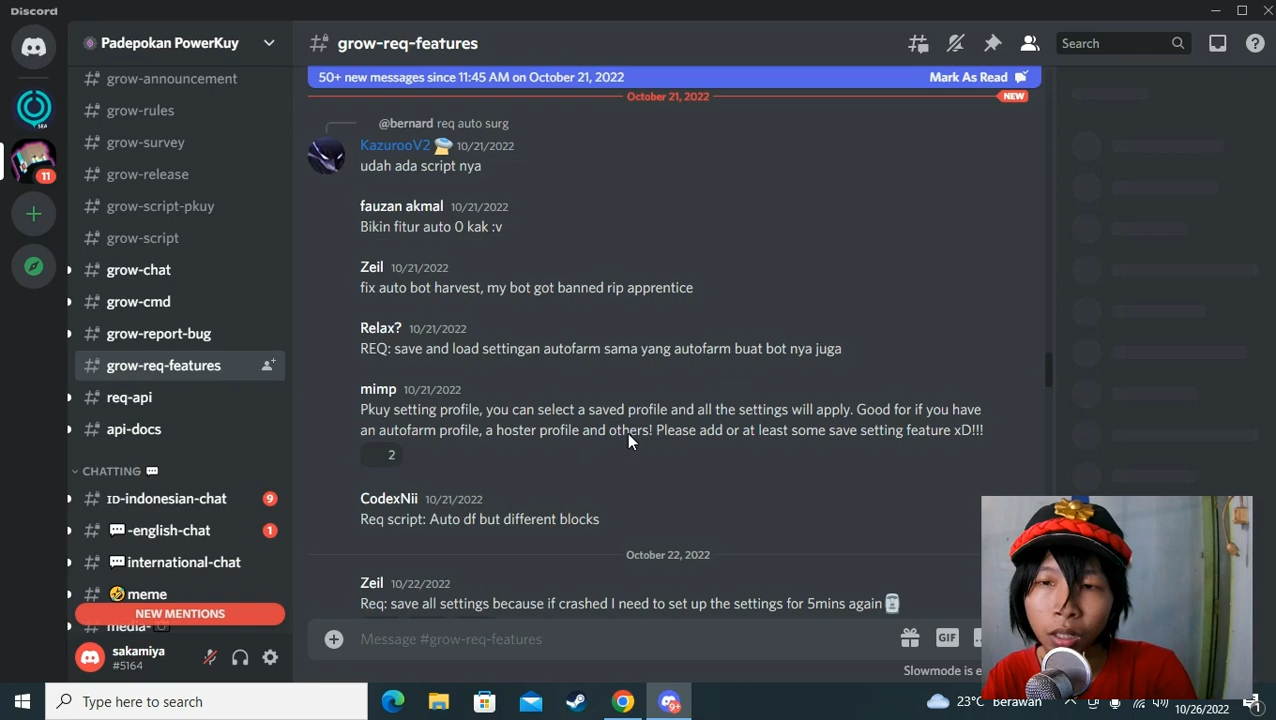 Discord
Padepokan PowerKuy
grow-req-features
Search
grow-announcement
grow-rules
grow-survey
grow-release
grow-script-pkuy
grow-script
grow-chat
grow-cmd
grow-report-bug
grow-req-features
req-api
api-docs
CHATTING 💬
ɪᴅ-indonesian-chat 9
💬-english-chat 1
💬international-chat
🤣meme
NEW MENTIONS
media-
SEA
11
sakamiya
#5164
50+ new messages since 11:45 AM on October 21, 2022 Mark As Read
October 21, 2022 NEW
@bernard req auto surg
KazurooV2 10/21/2022
udah ada script nya
fauzan akmal 10/21/2022
Bikin fitur auto 0 kak :v
Zeil 10/21/2022
fix auto bot harvest, my bot got banned rip apprentice
Relax? 10/21/2022
REQ: save and load settingan autofarm sama yang autofarm buat bot nya juga
mimp 10/21/2022
Pkuy setting profile, you can select a saved profile and all the settings will apply. Good for if you have
an autofarm profile, a hoster profile and others! Please add or at least some save setting feature xD!!!
2
CodexNii 10/21/2022
Req script: Auto df but different blocks
October 22, 2022
Zeil 10/22/2022
Req: save all settings because if crashed I need to set up the settings for 5mins again
Message #grow-req-features
GIF
Slowmode is e
Type here to search
9+
23° Berawan
10/26/2022
1